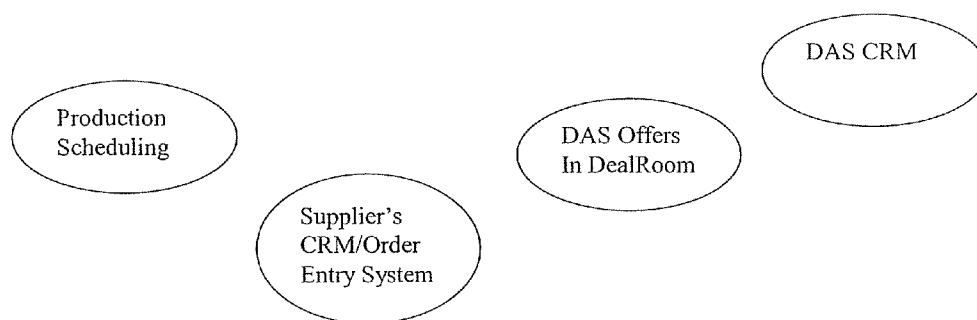 Production
Scheduling
Supplier's
CRM/Order
Entry System
DAS Offers
In DealRoom
DAS CRM